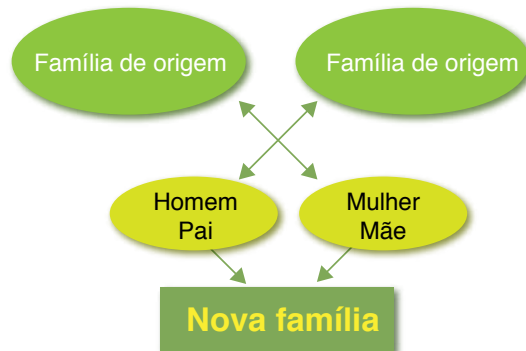 Família de origem
Família de origem
Homem
Pai
Mulher
Mãe
Nova família